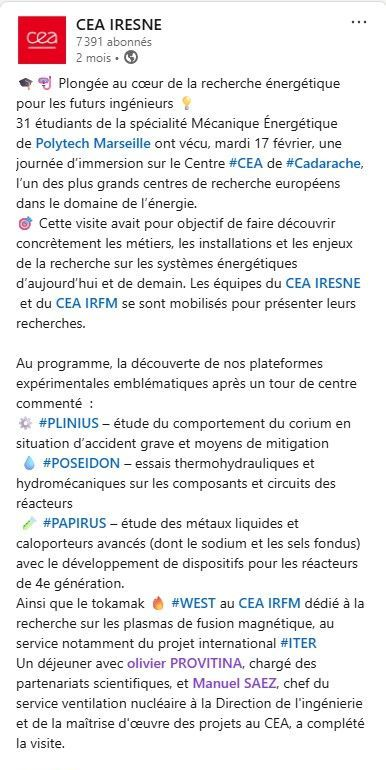 cea
CEA IRESNE
7 391 abonnés
2 mois •
Plongée au cœur de la recherche énergétique
pour les futurs ingénieurs
31 étudiants de la spécialité Mécanique Énergétique
de Polytech Marseille ont vécu, mardi 17 février, une
journée d’immersion sur le Centre #CEA de #Cadarache,
l’un des plus grands centres de recherche européens
dans le domaine de l’énergie.
Cette visite avait pour objectif de faire découvrir
concrètement les métiers, les installations et les enjeux
de la recherche sur les systèmes énergétiques
d’aujourd’hui et de demain. Les équipes du CEA IRESNE
et du CEA IRFM se sont mobilisés pour présenter leurs
recherches.
Au programme, la découverte de nos plateformes
expérimentales emblématiques après un tour de centre
commenté :
#PLINIUS – étude du comportement du corium en
situation d’accident grave et moyens de mitigation
#POSEIDON – essais thermohydrauliques et
hydromécaniques sur les composants et circuits des
réacteurs
#PAPIRUS – étude des métaux liquides et
caloporteurs avancés (dont le sodium et les sels fondus)
avec le développement de dispositifs pour les réacteurs
de 4e génération.
Ainsi que le tokamak #WEST au CEA IRFM dédié à la
recherche sur les plasmas de fusion magnétique, au
service notamment du projet international #ITER
Un déjeuner avec olivier PROVITINA, chargé des
partenariats scientifiques, et Manuel SAEZ, chef du
service ventilation nucléaire à la Direction de l'ingénierie
et de la maîtrise d'œuvre des projets au CEA, a complété
la visite.